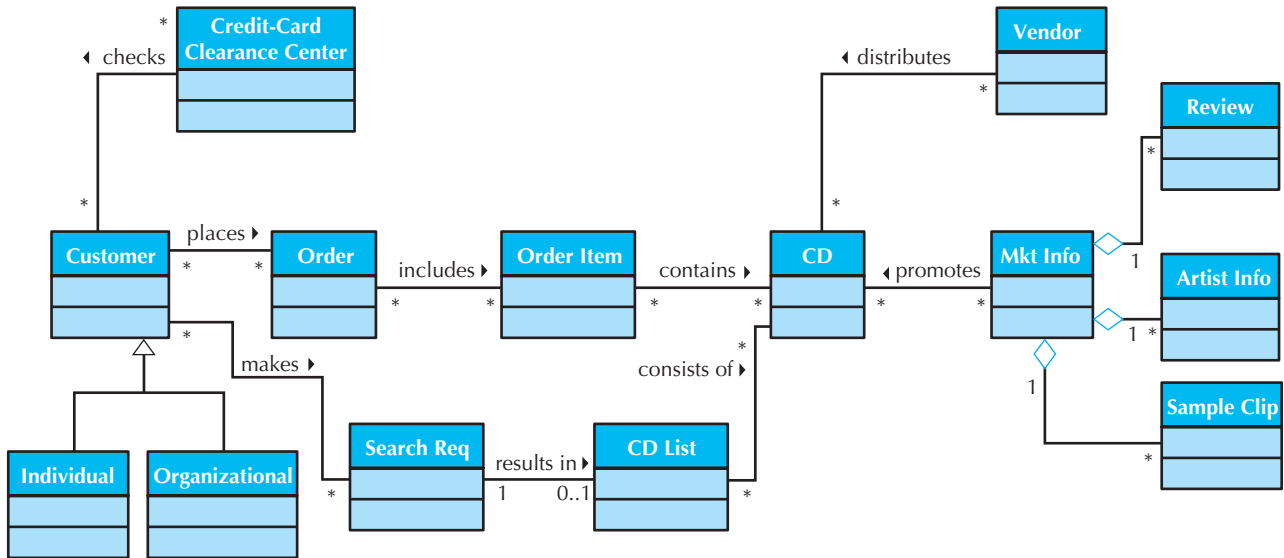 *
Credit-Card
Clearance Center
◂ checks
*
Vendor
◂ distributes
*
*
Review
*
1
Customer
places ▸
*
*
Order
includes ▸
*
*
Order Item
contains ▸
*
*
CD
◂ promotes
*
*
Mkt Info
Artist Info
1
*
*
makes ▸
*
*
consists of ▸
1
Sample Clip
*
Search Req
results in ▸
1
0..1
CD List
*
Individual
Organizational